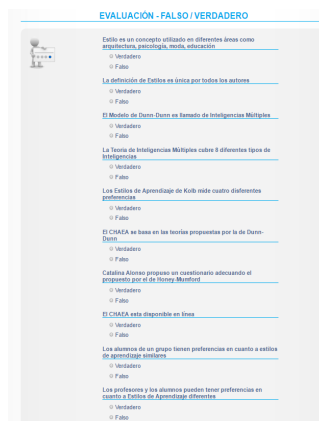 EVALUACIÓN - FALSO / VERDADERO
Estilo es un concepto utilizado en diferentes áreas como
arquitectura, psicología, moda, educación
Verdadero
Falso
La definición de Estilos es única por todos los autores
Verdadero
Falso
El Modelo de Dunn-Dunn es llamado de Inteligencias Múltiples
Verdadero
Falso
La Teoría de Inteligencias Múltiples cubre 8 diferentes tipos de
Inteligencias
Verdadero
Falso
Los Estilos de Aprendizaje de Kolb mide cuatro dieferentes
preferencias
Verdadero
Falso
El CHAEA se basa en las teorías propuestas por la de Dunn-
Dunn
Verdadero
Falso
Catalina Alonso propuso un cuestionario adecuando el
propuesto por el de Honey-Mumford
Verdadero
Falso
El CHAEA esta disponible en línea
Verdadero
Falso
Los alumnos de un grupo tienen preferencias en cuanto a estilos
de aprendizaje similares
Verdadero
Falso
Los profesores y los alumnos pueden tener preferencias en
cuanto a Estilos de Aprendizaje diferentes
Verdadero
Falso